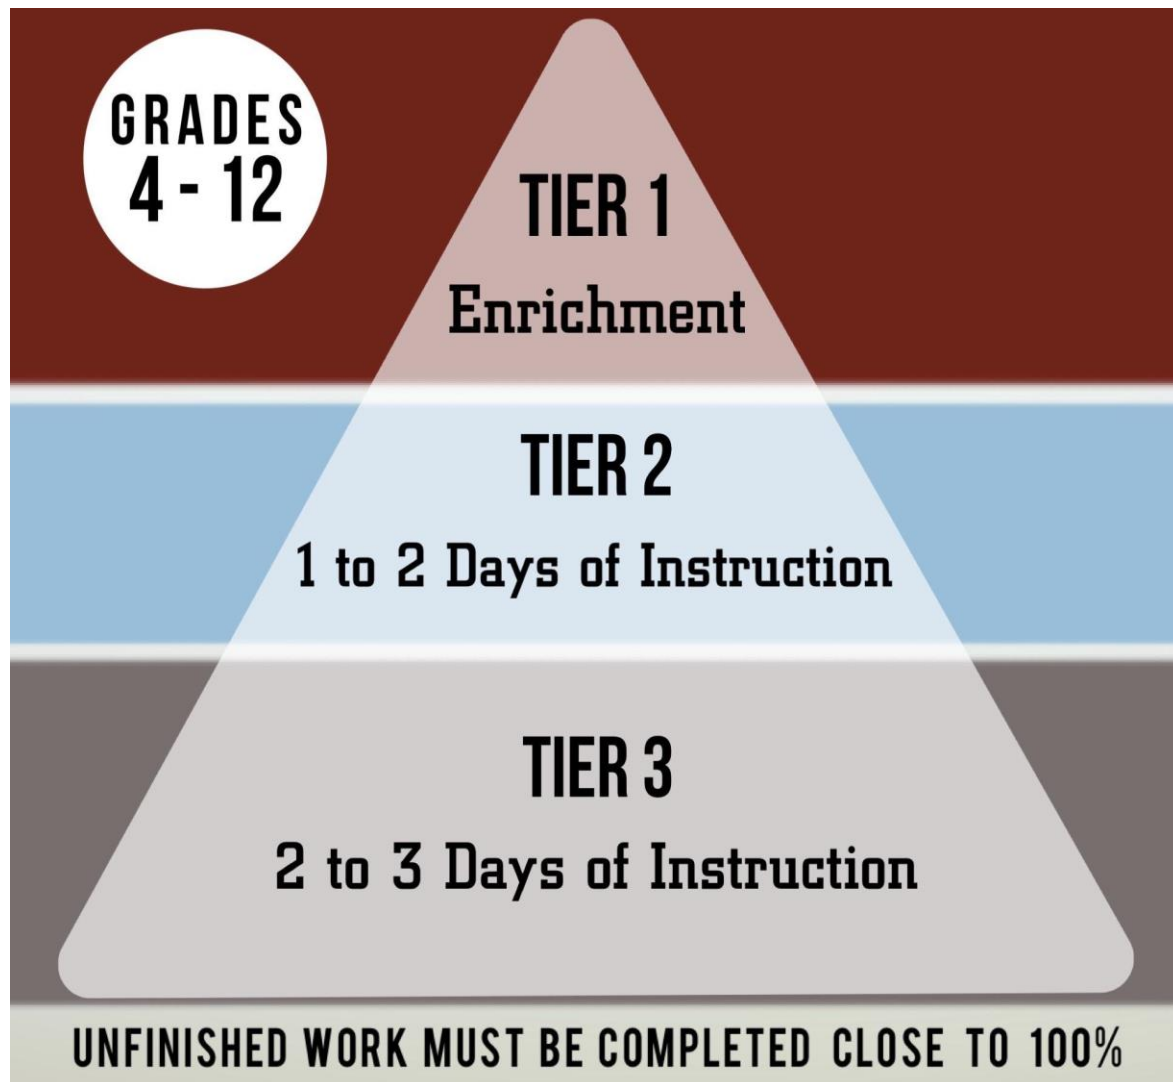 GRADES
4 - 12
TIER 1
Enrichment
TIER 2
1 to 2 Days of Instruction
TIER 3
2 to 3 Days of Instruction
UNFINISHED WORK MUST BE COMPLETED CLOSE TO 100%